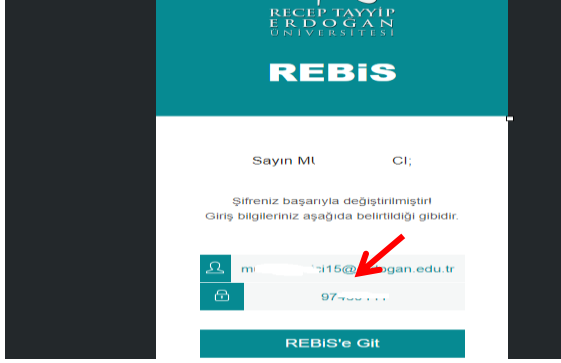 RECEP TAYYİP
ERDOĞAN
ÜNİVERSİTESİ
REBİS
Sayın
Şifreniz başarıyla değiştirilmiştir!
Giriş bilgileriniz aşağıda belirtildiği gibidir.
REBİS'e Git